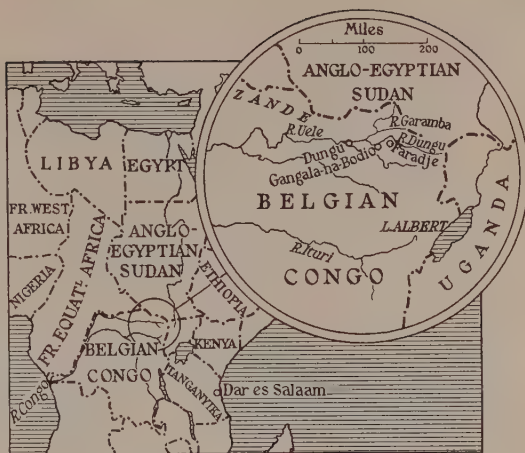 Miles
0 100 200
ANGLO-EGYPTIAN
SUDAN
ZANDE
R.Garamba
R.Uele
R.Dungu
Dungu
Faradje
Gangala-na-Bodio
BELGIAN
L.ALBERT
UGANDA
R.Ituri
CONGO
LIBYA
EGYPT
FR.WEST
AFRICA
ANGLO-
EGYPTIAN
SUDAN
NIGERIA
FR.EQUATL. AFRICA
ETHIOPIA
BELGIAN
CONGO
KENYA
R.Congo
TANGANYIKA
Dar es Salaam